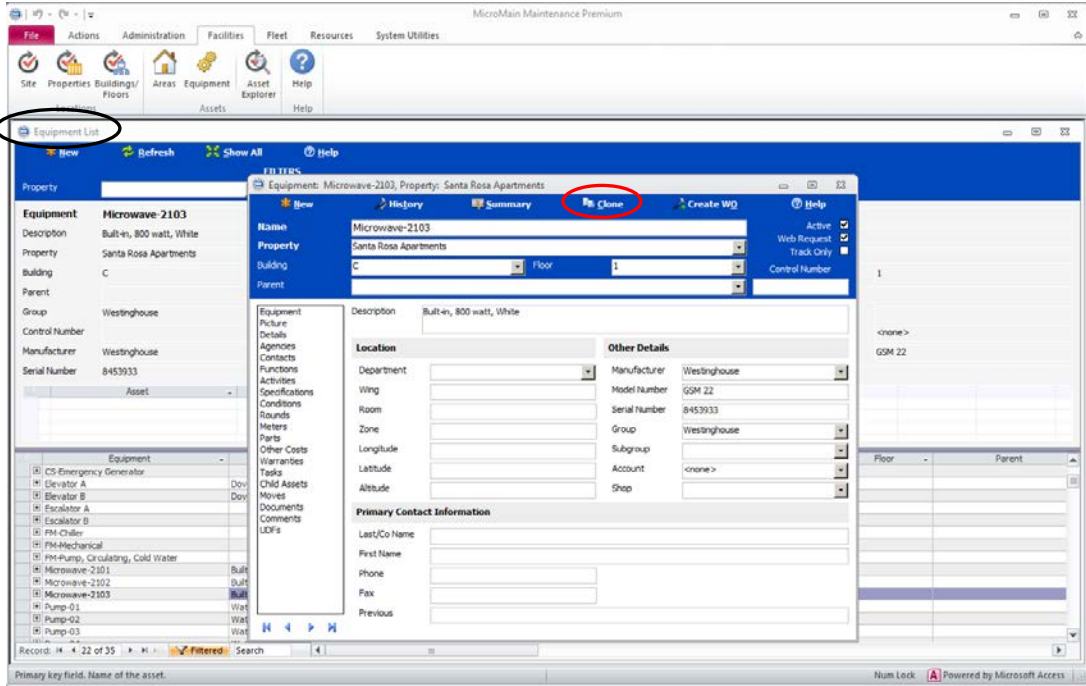 MicroMain Maintenance Premium
File Actions Administration Facilities Fleet Resources System Utilities
Site Properties Buildings/ Floors Areas Equipment Asset Explorer Help
Locations Assets Help
Equipment List
New Refresh Show All Help
FILTERS
Property
Equipment Microwave-2103
Description Built-in, 800 watt, White
Property Santa Rosa Apartments
Building C 1
Parent
Group Westinghouse
Control Number <none>
Manufacturer Westinghouse GSM 22
Serial Number 8453933
Asset
Equipment Floor Parent
CS-Emergency Generator
Elevator A Dov
Elevator B Dov
Escalator A
Escalator B
FM-Chiller
FM-Mechanical
FM-Pump, Circulating, Cold Water
Microwave-2101 Built
Microwave-2102 Built
Microwave-2103 Built
Pump-01 Wat
Pump-02 Wat
Pump-03 Wat
Record: 22 of 35 Filtered Search
Equipment: Microwave-2103, Property: Santa Rosa Apartments
New History Summary Clone Create WO Help
Name Microwave-2103 Active
Web Request
Property Santa Rosa Apartments Track Only
Building C Floor 1 Control Number
Parent
Equipment
Picture
Details
Agencies
Contacts
Functions
Activities
Specifications
Conditions
Rounds
Meters
Parts
Other Costs
Warranties
Tasks
Child Assets
Moves
Documents
Comments
UDFs
Description Built-in, 800 watt, White
Location Other Details
Department Manufacturer Westinghouse
Wing Model Number GSM 22
Room Serial Number 8453933
Zone Group Westinghouse
Longitude Subgroup
Latitude Account <none>
Altitude Shop
Primary Contact Information
Last/Co Name
First Name
Phone
Fax
Previous
Primary key field. Name of the asset. Num Lock A Powered by Microsoft Access